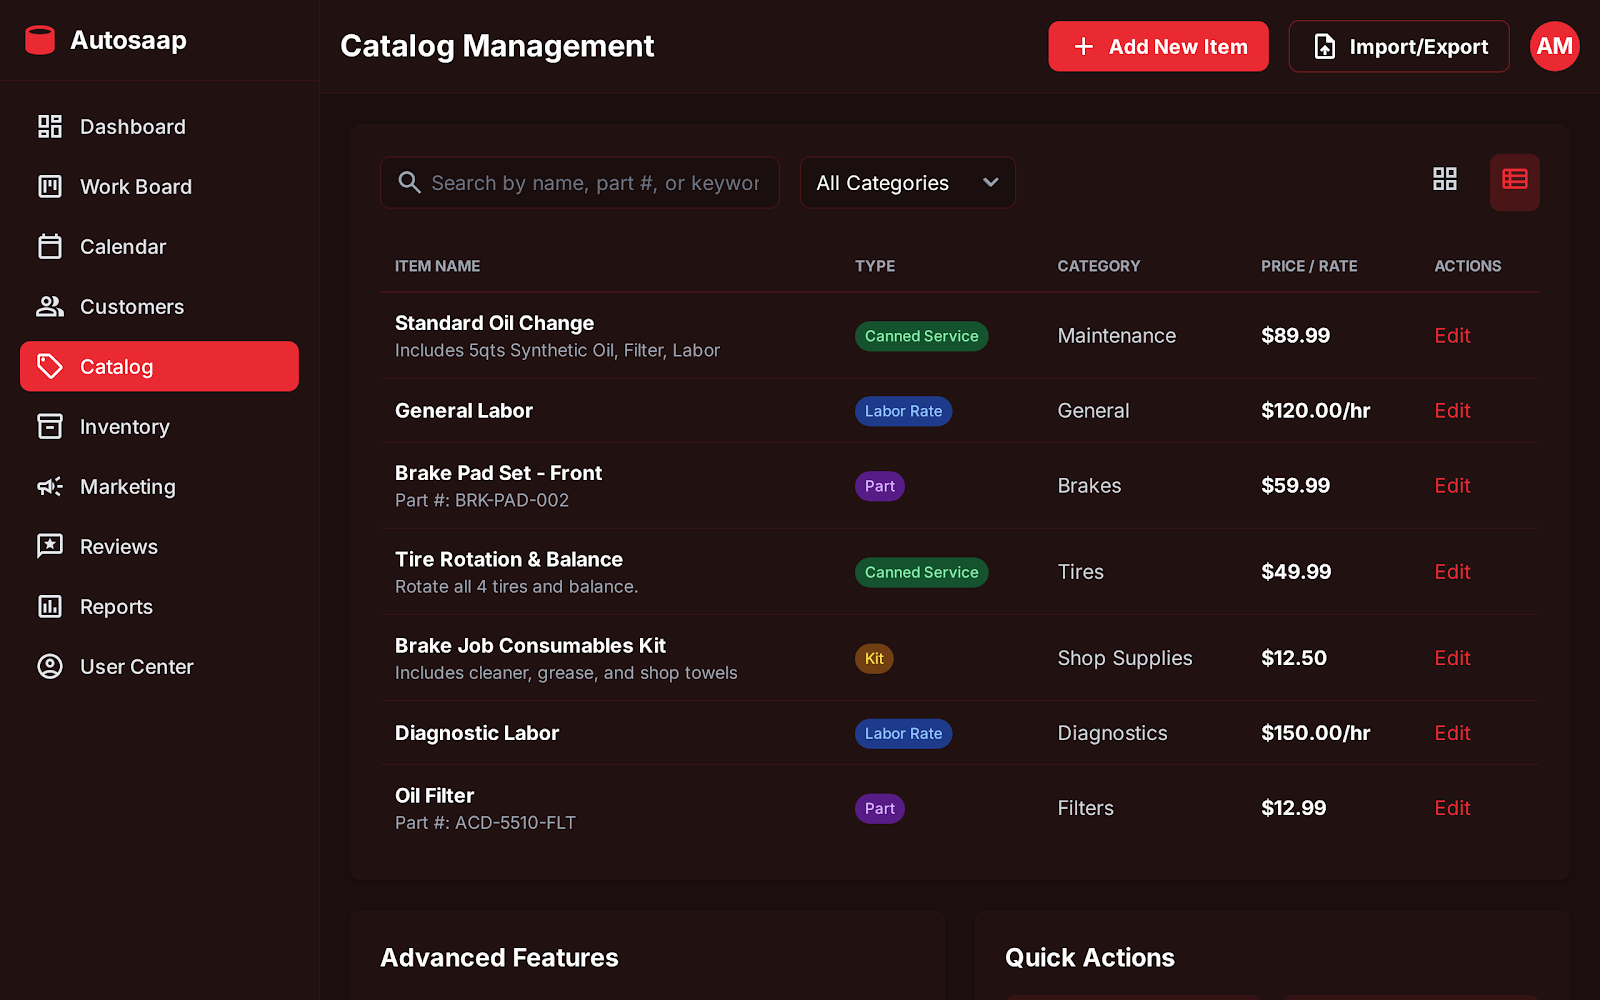 Autosaap
Catalog Management
Add New Item
Import/Export
AM
Dashboard
Work Board
Calendar
Customers
Catalog
Inventory
Marketing
Reviews
Reports
User Center
Search by name, part #, or keywor
All Categories
ITEM NAME TYPE CATEGORY PRICE / RATE ACTIONS
Standard Oil Change
Includes 5qts Synthetic Oil, Filter, Labor
Canned Service Maintenance $89.99 Edit
General Labor Labor Rate General $120.00/hr Edit
Brake Pad Set - Front
Part #: BRK-PAD-002
Part Brakes $59.99 Edit
Tire Rotation & Balance
Rotate all 4 tires and balance.
Canned Service Tires $49.99 Edit
Brake Job Consumables Kit
Includes cleaner, grease, and shop towels
Kit Shop Supplies $12.50 Edit
Diagnostic Labor Labor Rate Diagnostics $150.00/hr Edit
Oil Filter
Part #: ACD-5510-FLT
Part Filters $12.99 Edit
Advanced Features
Quick Actions